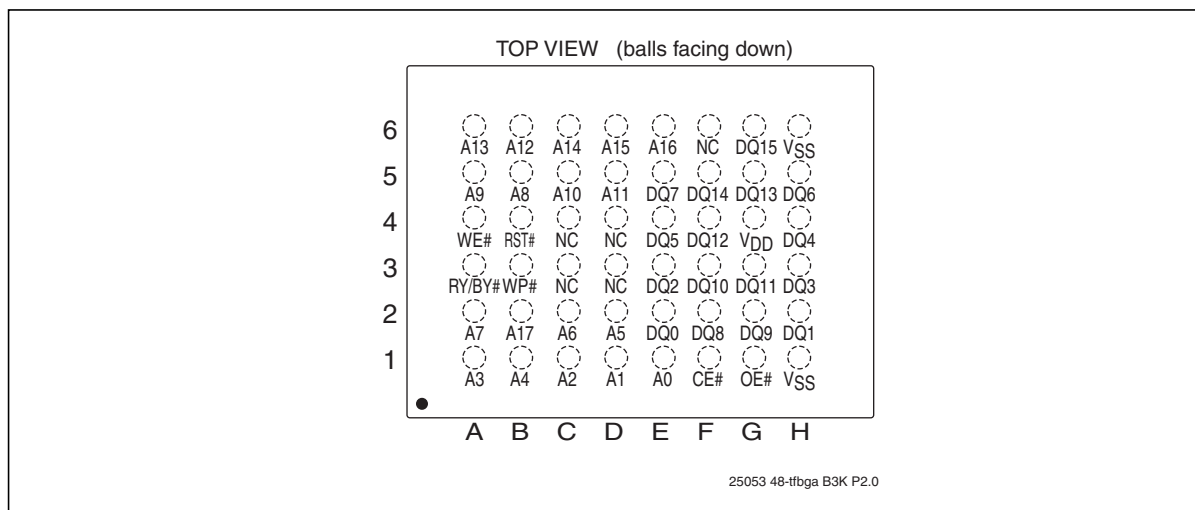 TOP VIEW (balls facing down)
6
A13 A12 A14 A15 A16 NC DQ15 VSS
5
A9 A8 A10 A11 DQ7 DQ14 DQ13 DQ6
4
WE# RST# NC NC DQ5 DQ12 VDD DQ4
3
RY/BY# WP# NC NC DQ2 DQ10 DQ11 DQ3
2
A7 A17 A6 A5 DQ0 DQ8 DQ9 DQ1
1
A3 A4 A2 A1 A0 CE# OE# VSS
A B C D E F G H
25053 48-tfbga B3K P2.0